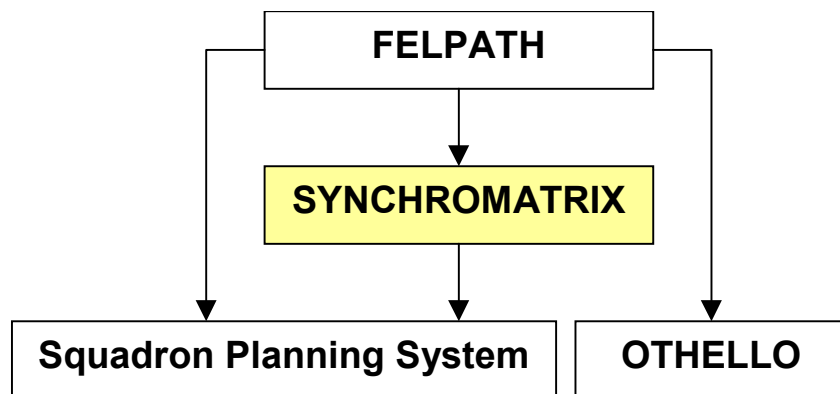 FELPATH
SYNCHROMATRIX
Squadron Planning System
OTHELLO